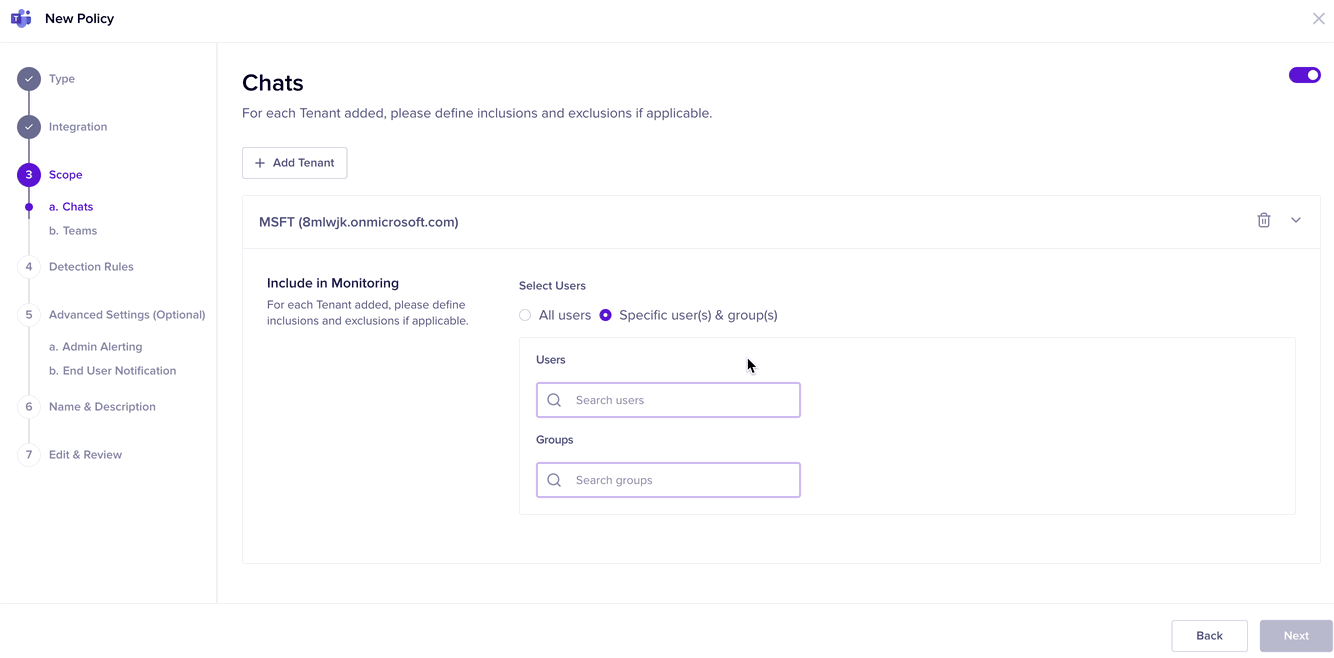 New Policy
Type
Integration
3 Scope
a. Chats
b. Teams
4 Detection Rules
5 Advanced Settings (Optional)
a. Admin Alerting
b. End User Notification
6 Name & Description
7 Edit & Review
Chats
For each Tenant added, please define inclusions and exclusions if applicable.
+ Add Tenant
MSFT (8mlwjk.onmicrosoft.com)
Include in Monitoring
For each Tenant added, please define
inclusions and exclusions if applicable.
Select Users
All users Specific user(s) & group(s)
Users
Search users
Groups
Search groups
Back Next